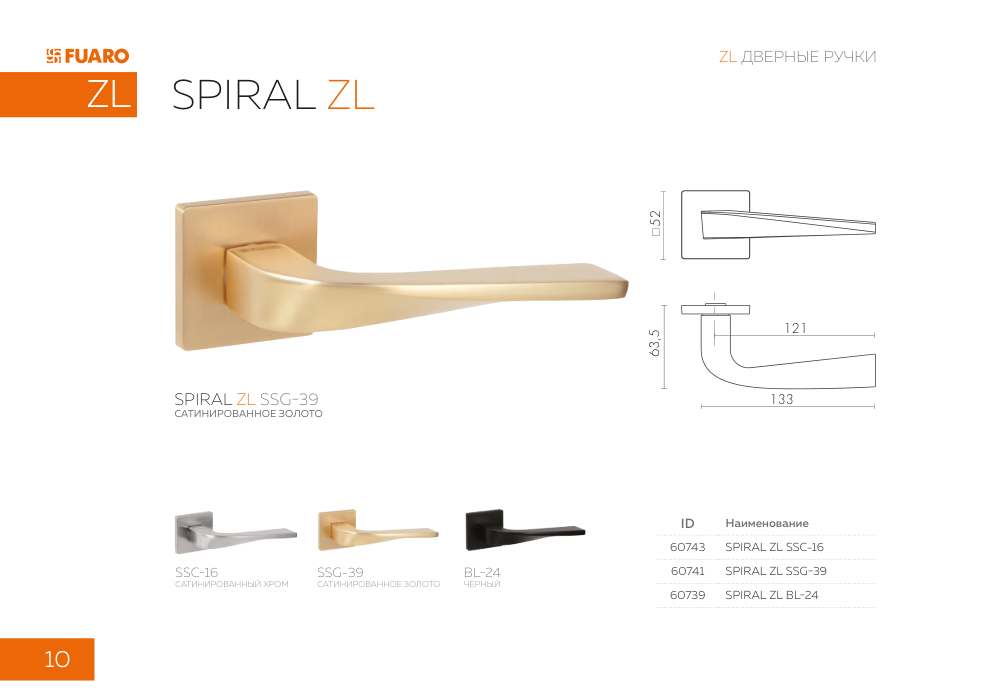 FUARO
ZL ДВЕРНЫЕ РУЧКИ
ZL
SPIRAL ZL
□52
63,5
121
133
SPIRAL ZL SSG-39
САТИНИРОВАННОЕ ЗОЛОТО
SSC-16
САТИНИРОВАННЫЙ ХРОМ
SSG-39
САТИНИРОВАННОЕ ЗОЛОТО
BL-24
ЧЕРНЫЙ
ID Наименование
60743 SPIRAL ZL SSC-16
60741 SPIRAL ZL SSG-39
60739 SPIRAL ZL BL-24
10